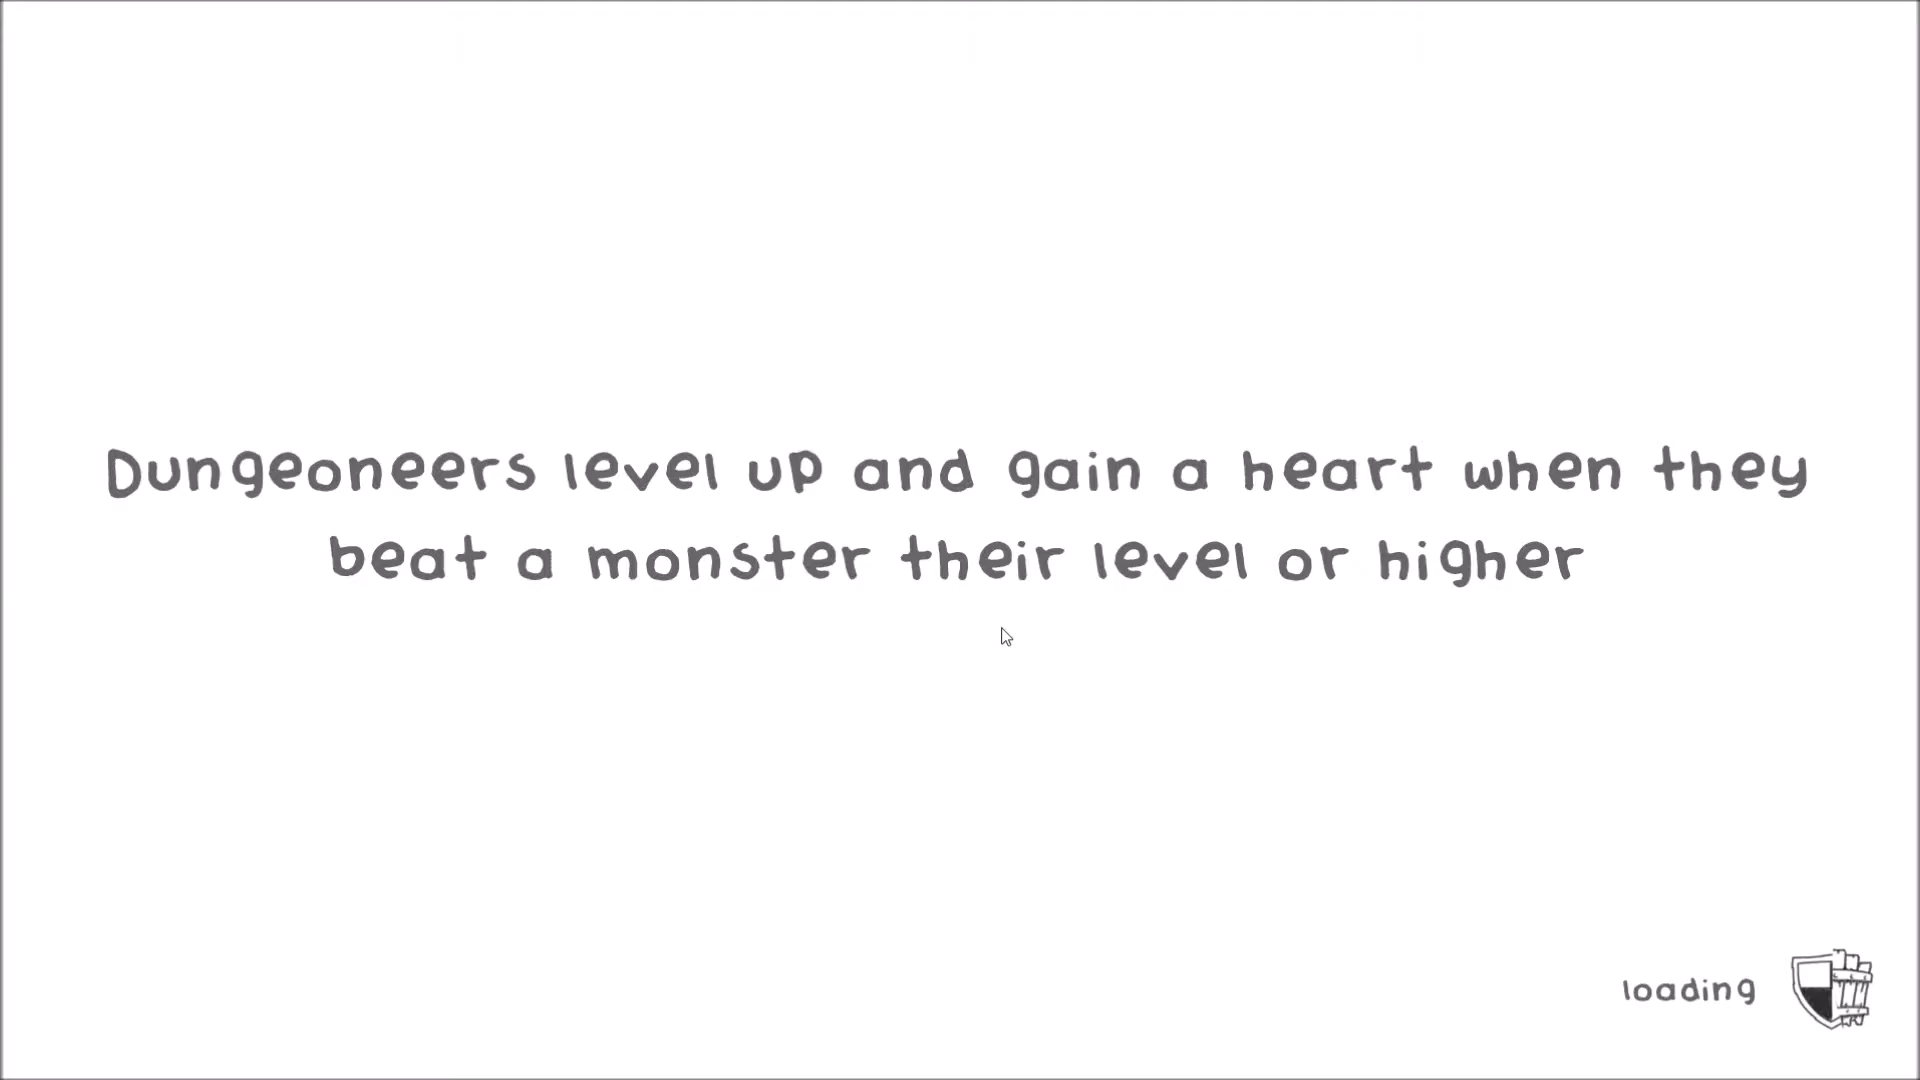 Dungeoneers level up and gain a heart when they
beat a monster their level or higher
loading